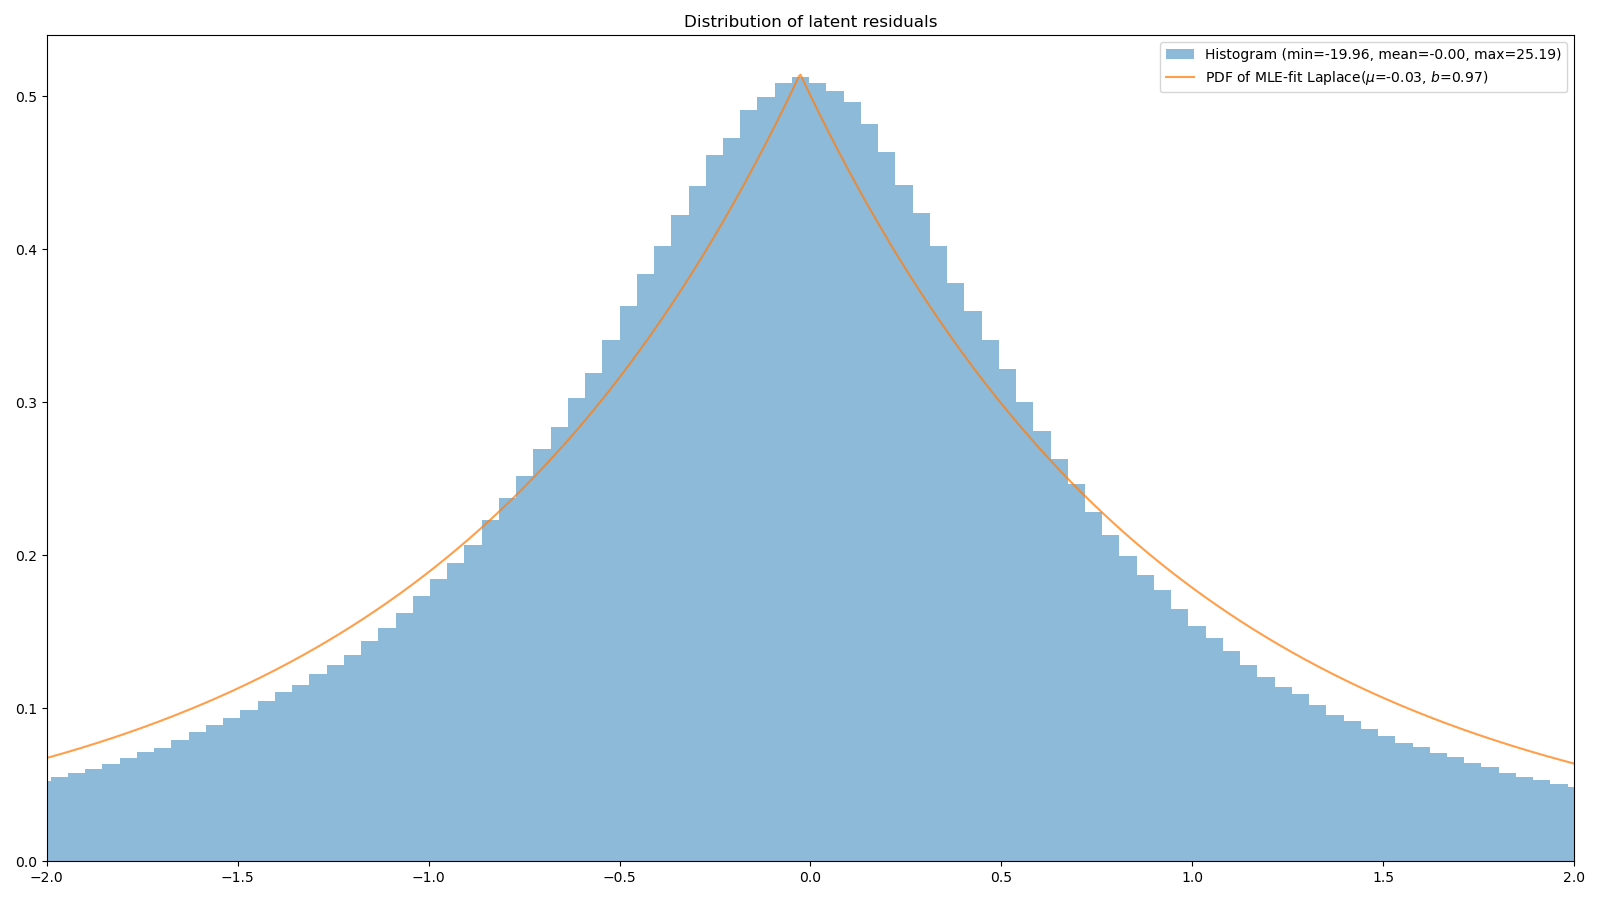 Distribution of latent residuals
Histogram (min=-19.96, mean=-0.00, max=25.19)
PDF of MLE-fit Laplace(μ=-0.03, b=0.97)
0.5
0.4
0.3
0.2
0.1
0.0
−2.0 −1.5 −1.0 −0.5 0.0 0.5 1.0 1.5 2.0